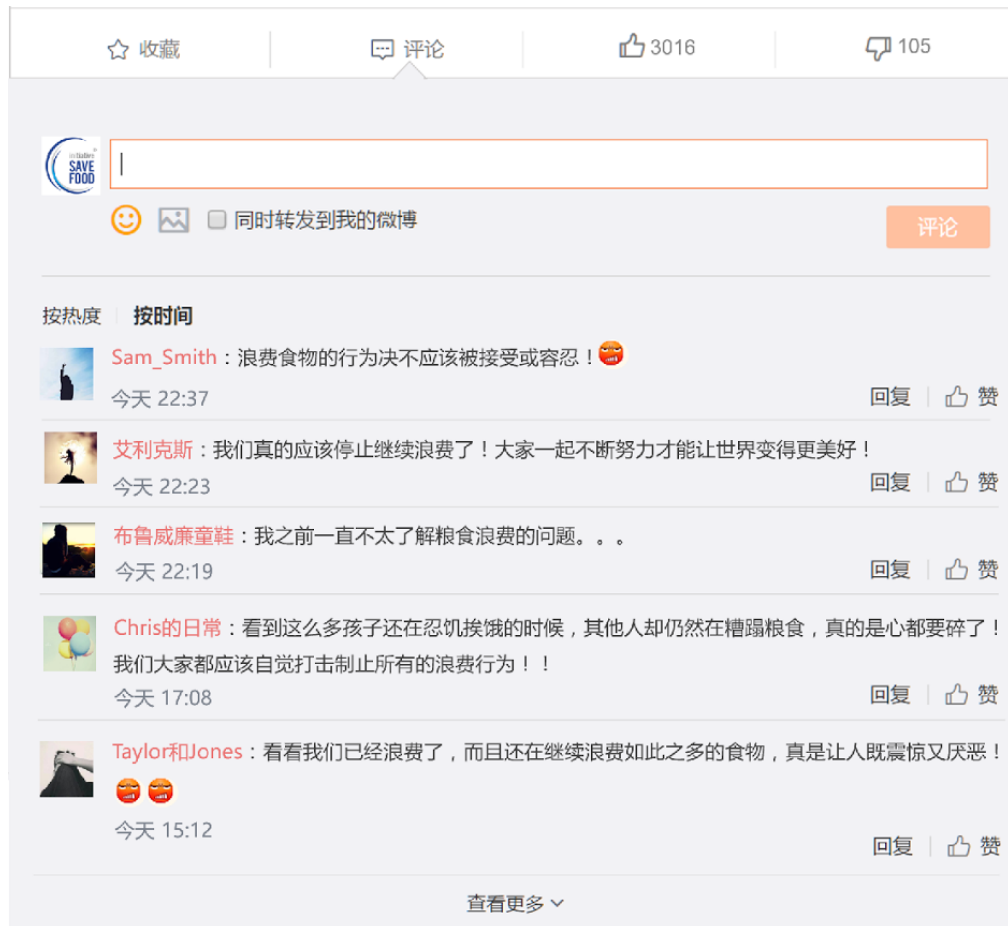 收藏
评论
3016
105
initiative
SAVE
FOOD
同时转发到我的微博
评论
按热度 按时间
Sam_Smith：浪费食物的行为决不应该被接受或容忍！
今天 22:37
回复 赞
艾利克斯：我们真的应该停止继续浪费了！大家一起不断努力才能让世界变得更美好！
今天 22:23
回复 赞
布鲁威廉童鞋：我之前一直不太了解粮食浪费的问题。。。
今天 22:19
回复 赞
Chris的日常：看到这么多孩子还在忍饥挨饿的时候，其他人却仍然在糟蹋粮食，真的是心都要碎了！
我们大家都应该自觉打击制止所有的浪费行为！！
今天 17:08
回复 赞
Taylor和Jones：看看我们已经浪费了，而且还在继续浪费如此之多的食物，真是让人既震惊又厌恶！
今天 15:12
回复 赞
查看更多